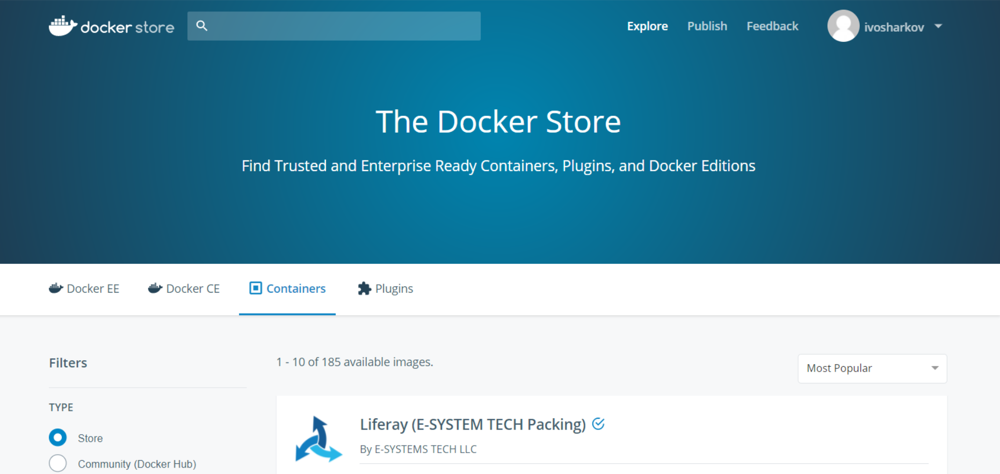 docker store
Explore Publish Feedback ivosharkov
The Docker Store
Find Trusted and Enterprise Ready Containers, Plugins, and Docker Editions
Docker EE Docker CE Containers Plugins
Filters
1 - 10 of 185 available images.
Most Popular
TYPE
Store
Community (Docker Hub)
Liferay (E-SYSTEM TECH Packing)
By E-SYSTEMS TECH LLC